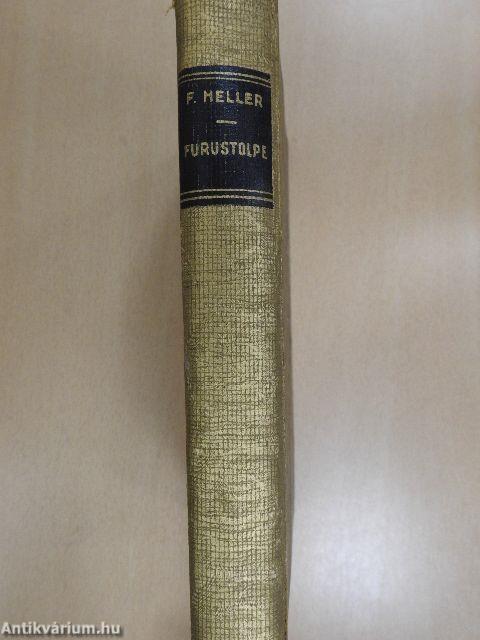 F. HELLER
FURUSTOLPE
Antikvárium.hu